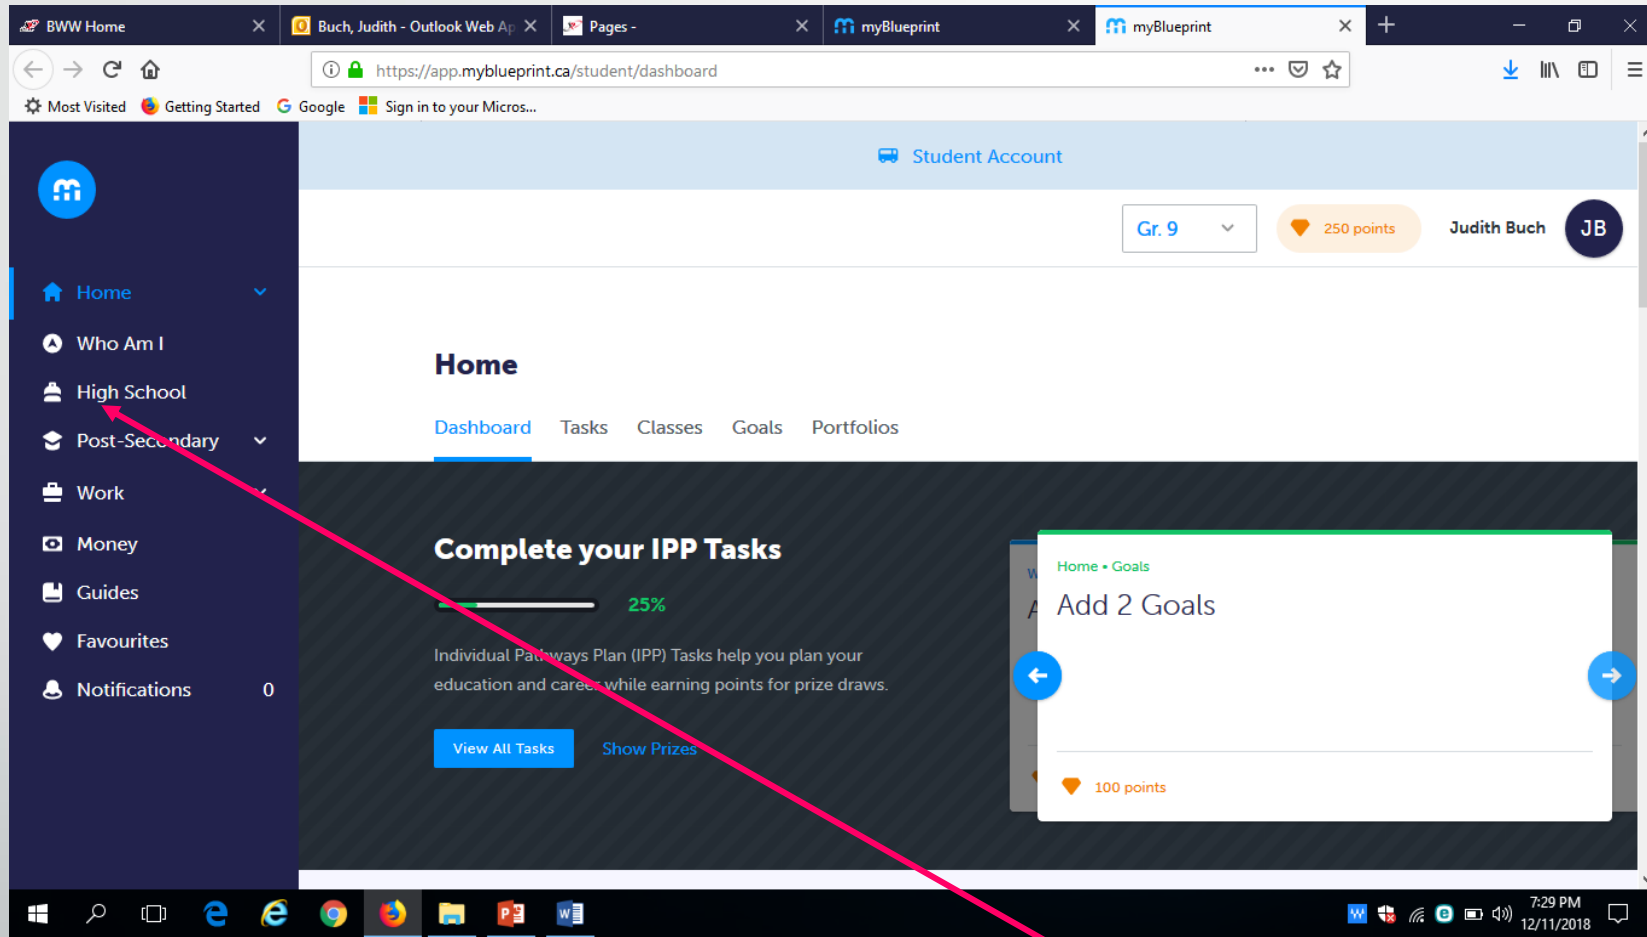 BWW Home
Buch, Judith - Outlook Web Ap
Pages -
myBlueprint
myBlueprint
https://app.myblueprint.ca/student/dashboard
Most Visited Getting Started Google Sign in to your Micros...
Student Account
Gr. 9
250 points
Judith Buch
JB
Home
Who Am I
High School
Post-Secondary
Work
Money
Guides
Favourites
Notifications 0
Home
Dashboard Tasks Classes Goals Portfolios
Complete your IPP Tasks
25%
Individual Pathways Plan (IPP) Tasks help you plan your
education and career while earning points for prize draws.
View All Tasks Show Prizes
Home • Goals
Add 2 Goals
100 points
7:29 PM
12/11/2018